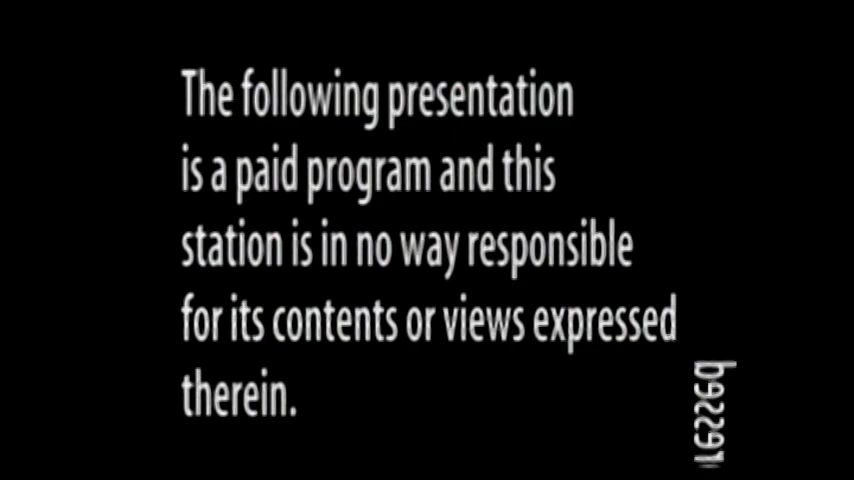 The following presentation
is a paid program and this
station is in no way responsible
for its contents or views expressed
therein.
ressed